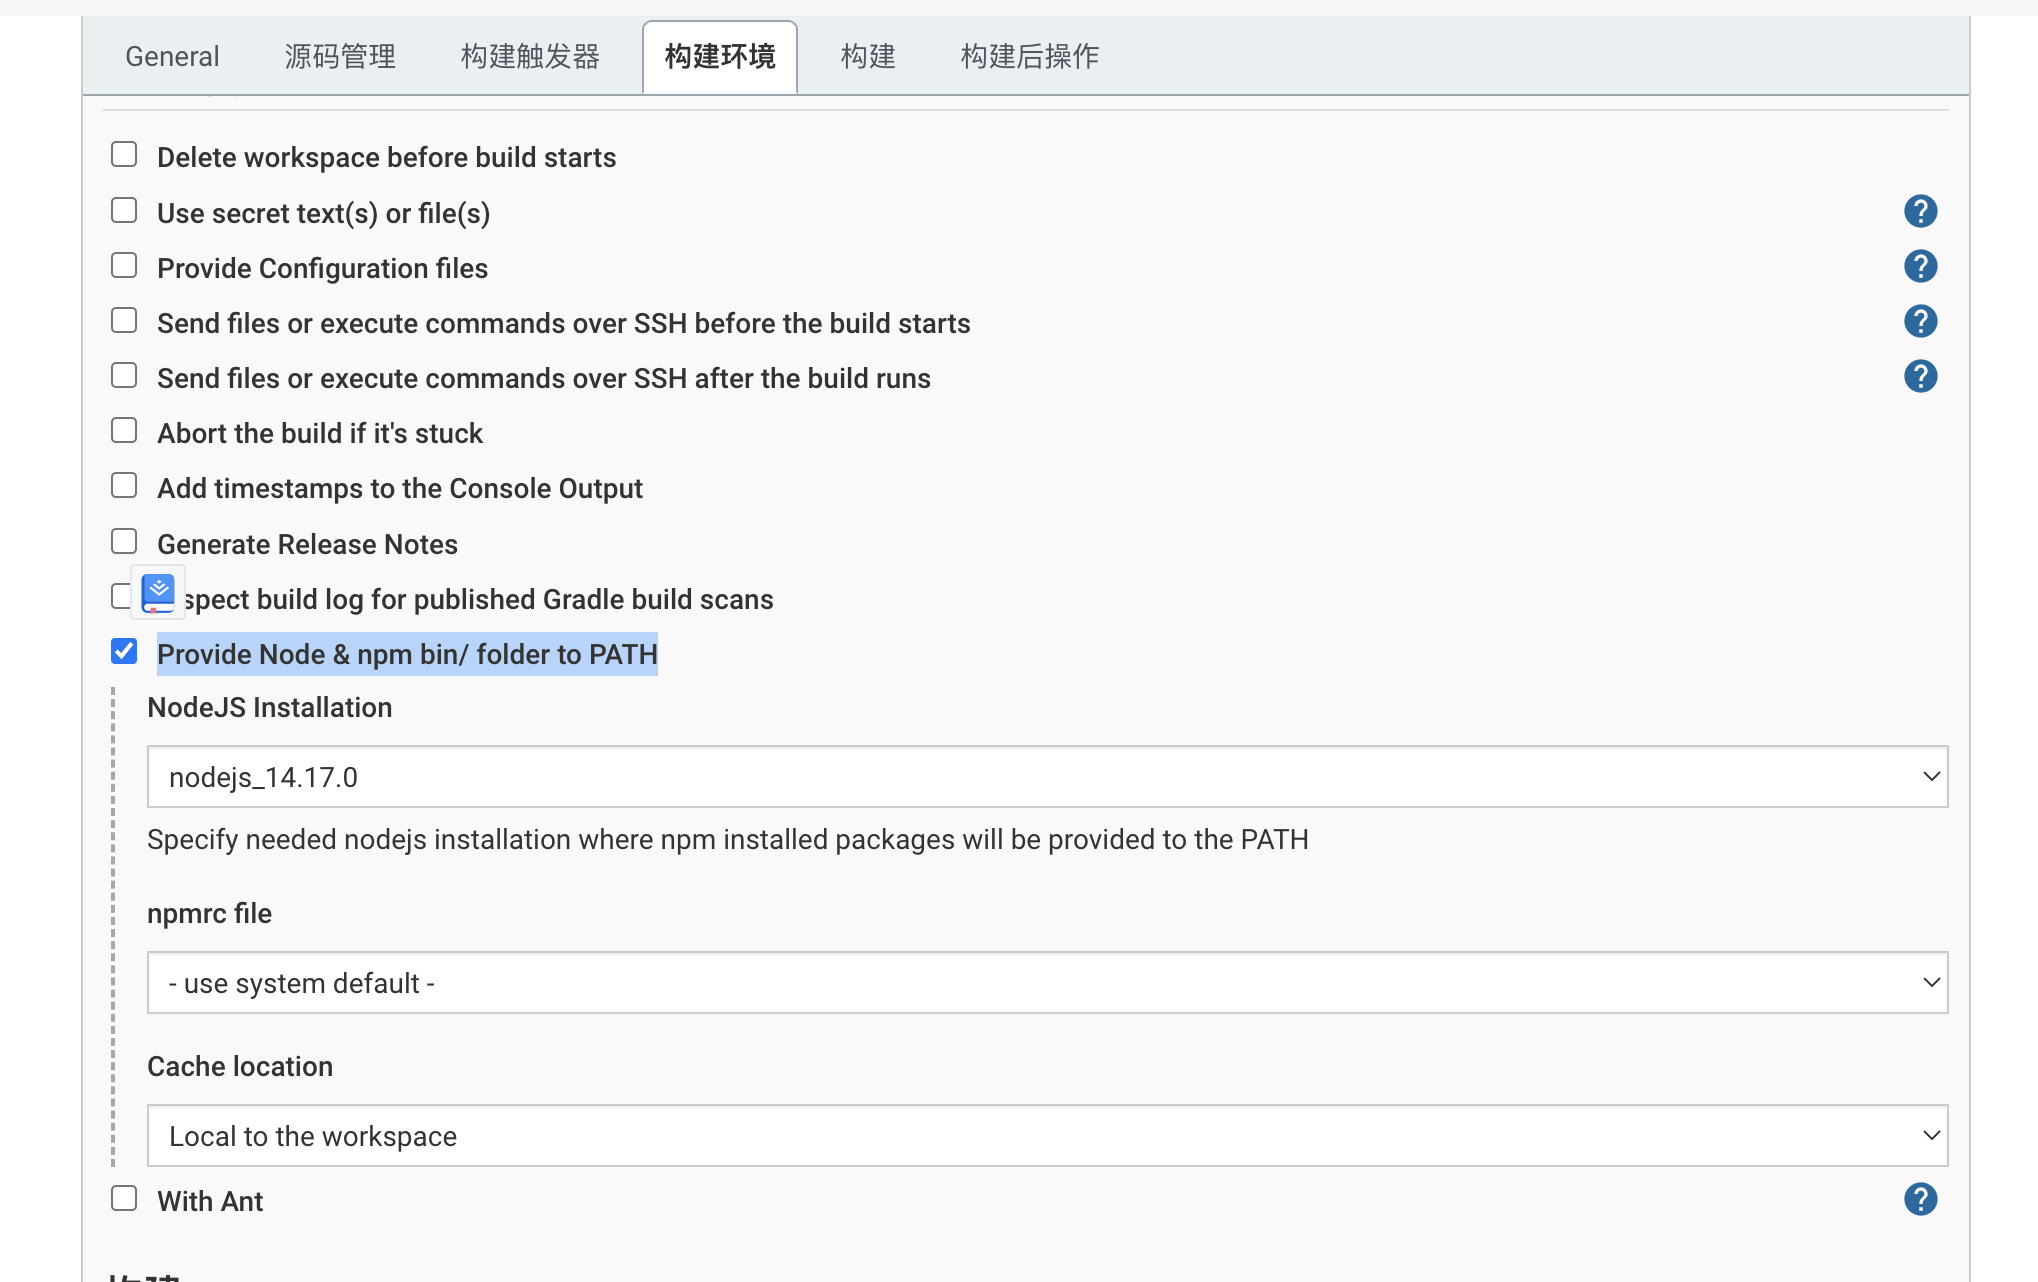 General 源码管理 构建触发器 构建环境 构建 构建后操作
Delete workspace before build starts
Use secret text(s) or file(s)
Provide Configuration files
Send files or execute commands over SSH before the build starts
Send files or execute commands over SSH after the build runs
Abort the build if it's stuck
Add timestamps to the Console Output
Generate Release Notes
spect build log for published Gradle build scans
Provide Node & npm bin/ folder to PATH
NodeJS Installation
nodejs_14.17.0
Specify needed nodejs installation where npm installed packages will be provided to the PATH
npmrc file
- use system default -
Cache location
Local to the workspace
With Ant